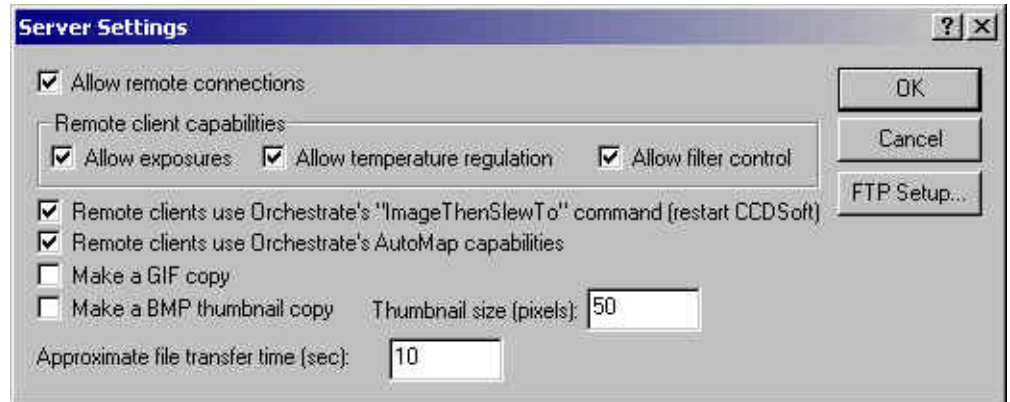 Server Settings
Allow remote connections
OK
Remote client capabilities
Cancel
Allow exposures Allow temperature regulation Allow filter control
FTP Setup...
Remote clients use Orchestrate's "ImageThenSlewTo" command (restart CCDSoft)
Remote clients use Orchestrate's AutoMap capabilities
Make a GIF copy
Make a BMP thumbnail copy Thumbnail size (pixels): 50
Approximate file transfer time (sec): 10